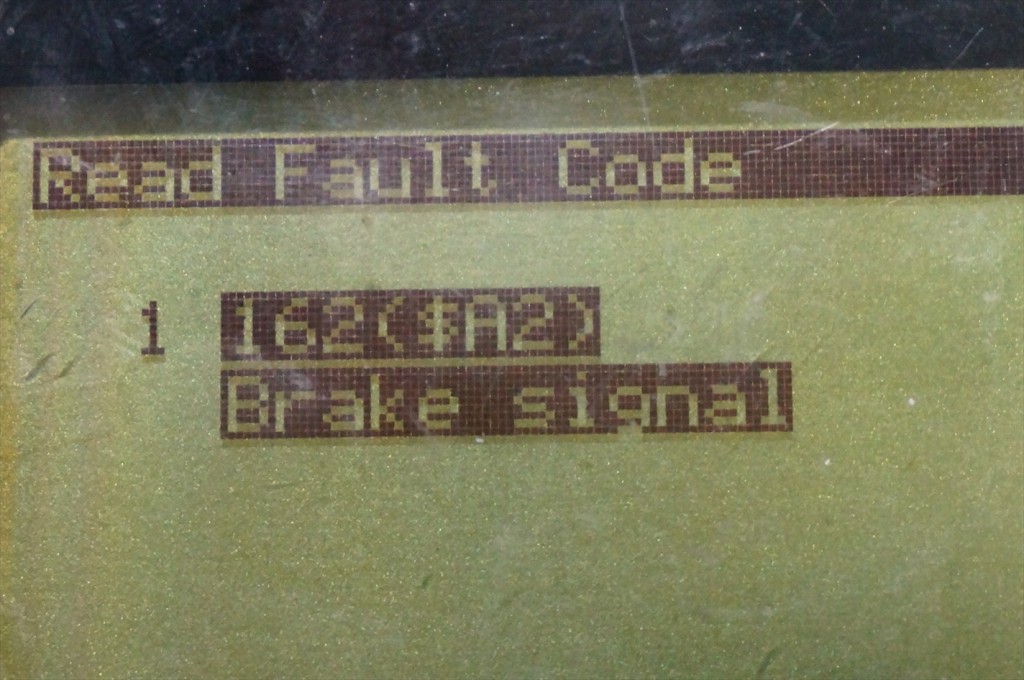 Read Fault Code
1 162($A2)
Brake signal